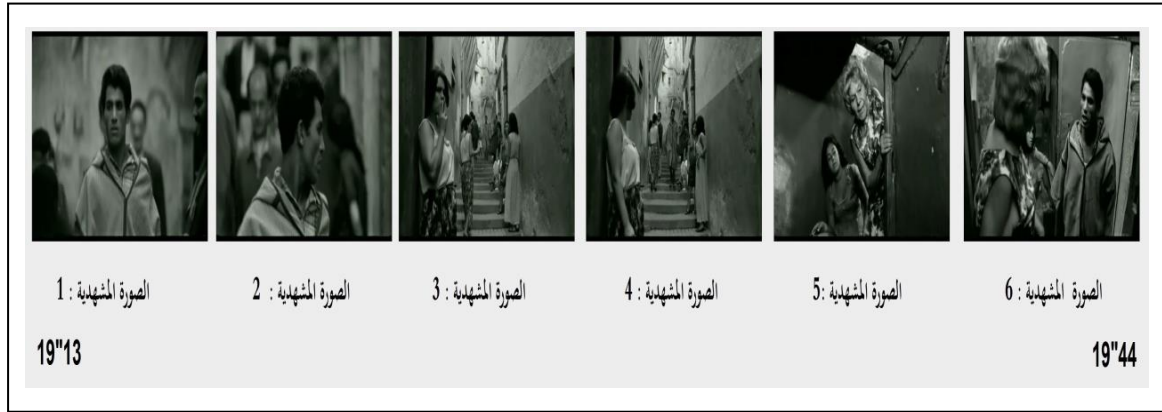 الصورة المشهدية : 1
الصورة المشهدية : 2
الصورة المشهدية : 3
الصورة المشهدية : 4
الصورة المشهدية :5
الصورة المشهدية : 6
19"13
19"44